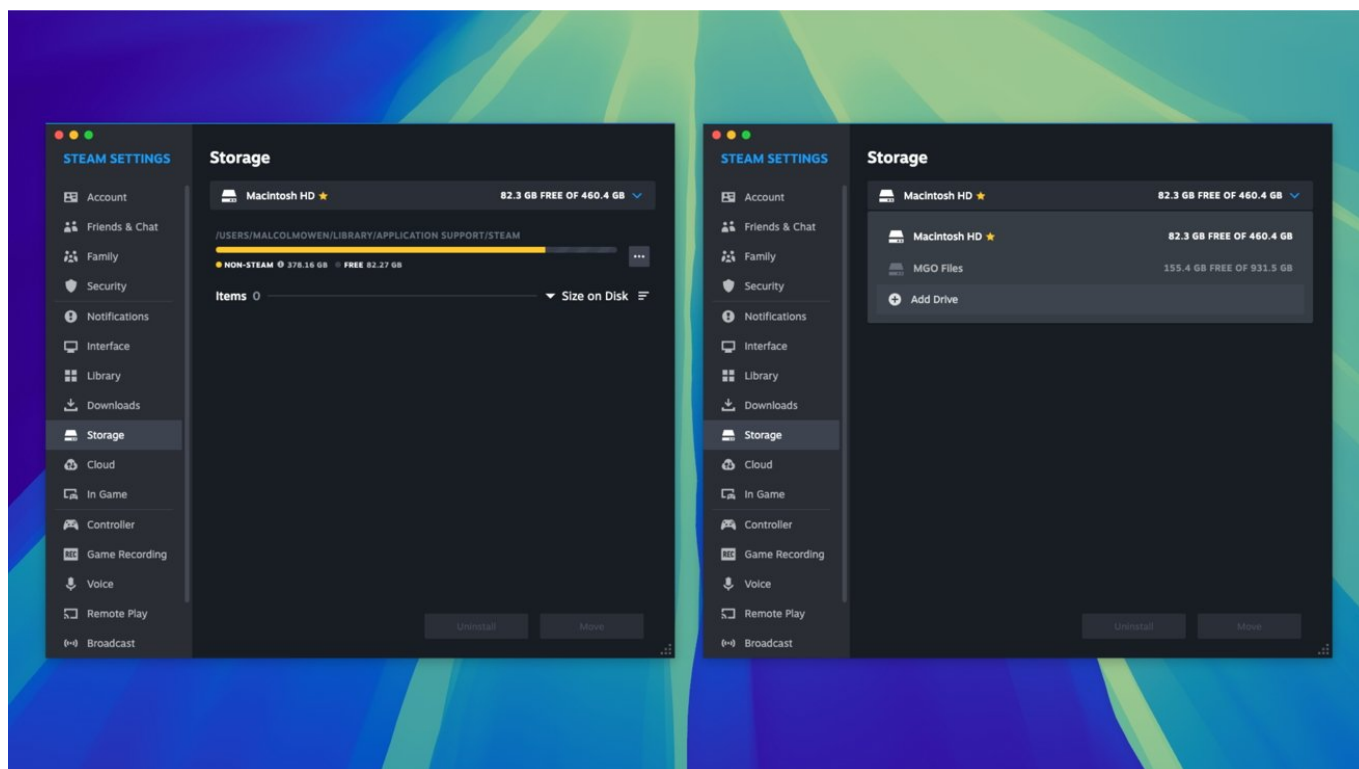 STEAM SETTINGS
Account
Friends & Chat
Family
Security
Notifications
Interface
Library
Downloads
Storage
Cloud
In Game
Controller
REC Game Recording
Voice
Remote Play
Broadcast
Storage
Macintosh HD 82.3 GB FREE OF 460.4 GB
/USERS/MALCOLMOWEN/LIBRARY/APPLICATION SUPPORT/STEAM
NON-STEAM 378.16 GB FREE 82.27 GB
Items 0 Size on Disk
Uninstall Move
STEAM SETTINGS
Account
Friends & Chat
Family
Security
Notifications
Interface
Library
Downloads
Storage
Cloud
In Game
Controller
REC Game Recording
Voice
Remote Play
Broadcast
Storage
Macintosh HD 82.3 GB FREE OF 460.4 GB
Macintosh HD 82.3 GB FREE OF 460.4 GB
MGO Files 155.4 GB FREE OF 931.5 GB
Add Drive
Uninstall Move